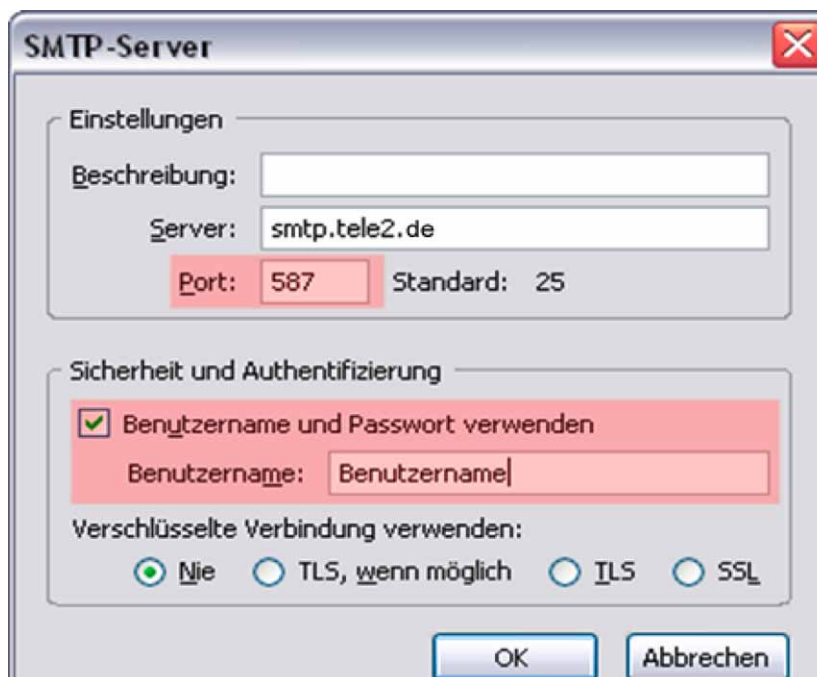 SMTP-Server
Einstellungen
Beschreibung:
Server: smtp.tele2.de
Port: 587 Standard: 25
Sicherheit und Authentifizierung
Benutzername und Passwort verwenden
Benutzername: Benutzername
Verschlüsselte Verbindung verwenden:
Nie TLS, wenn möglich TLS SSL
OK Abbrechen